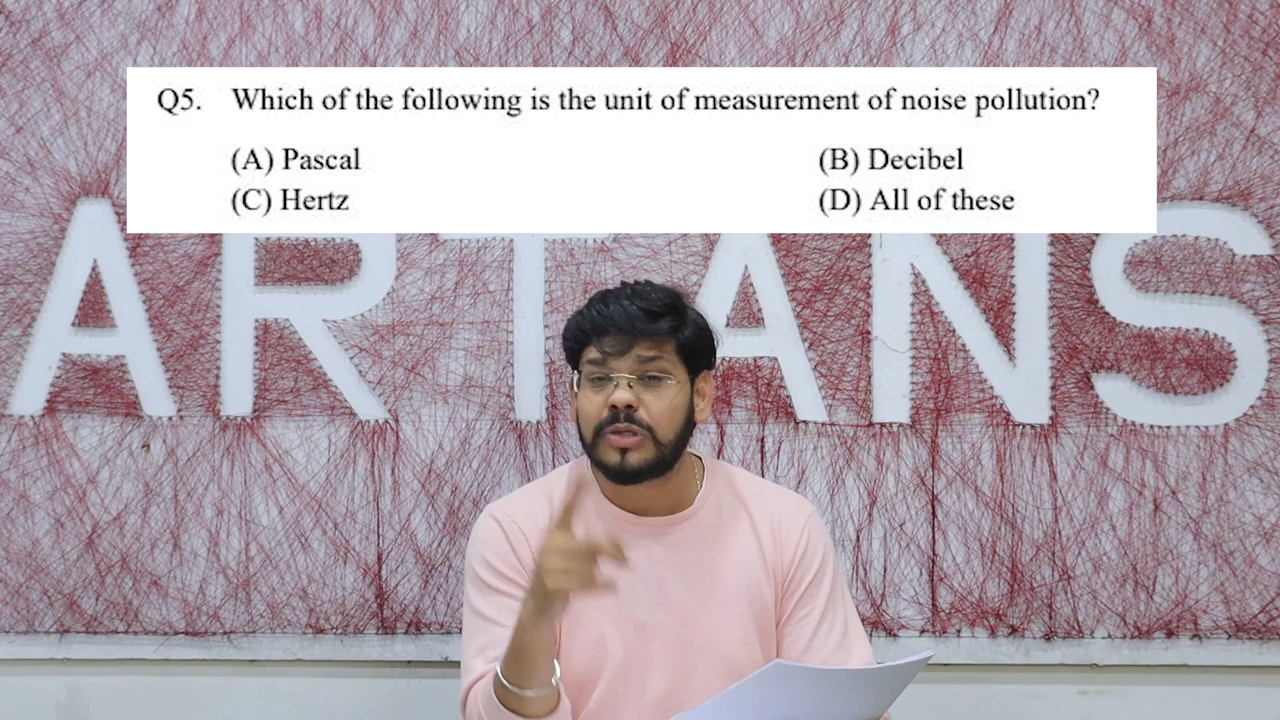 Q5. Which of the following is the unit of measurement of noise pollution?
(A) Pascal (B) Decibel
(C) Hertz (D) All of these
ARTANS